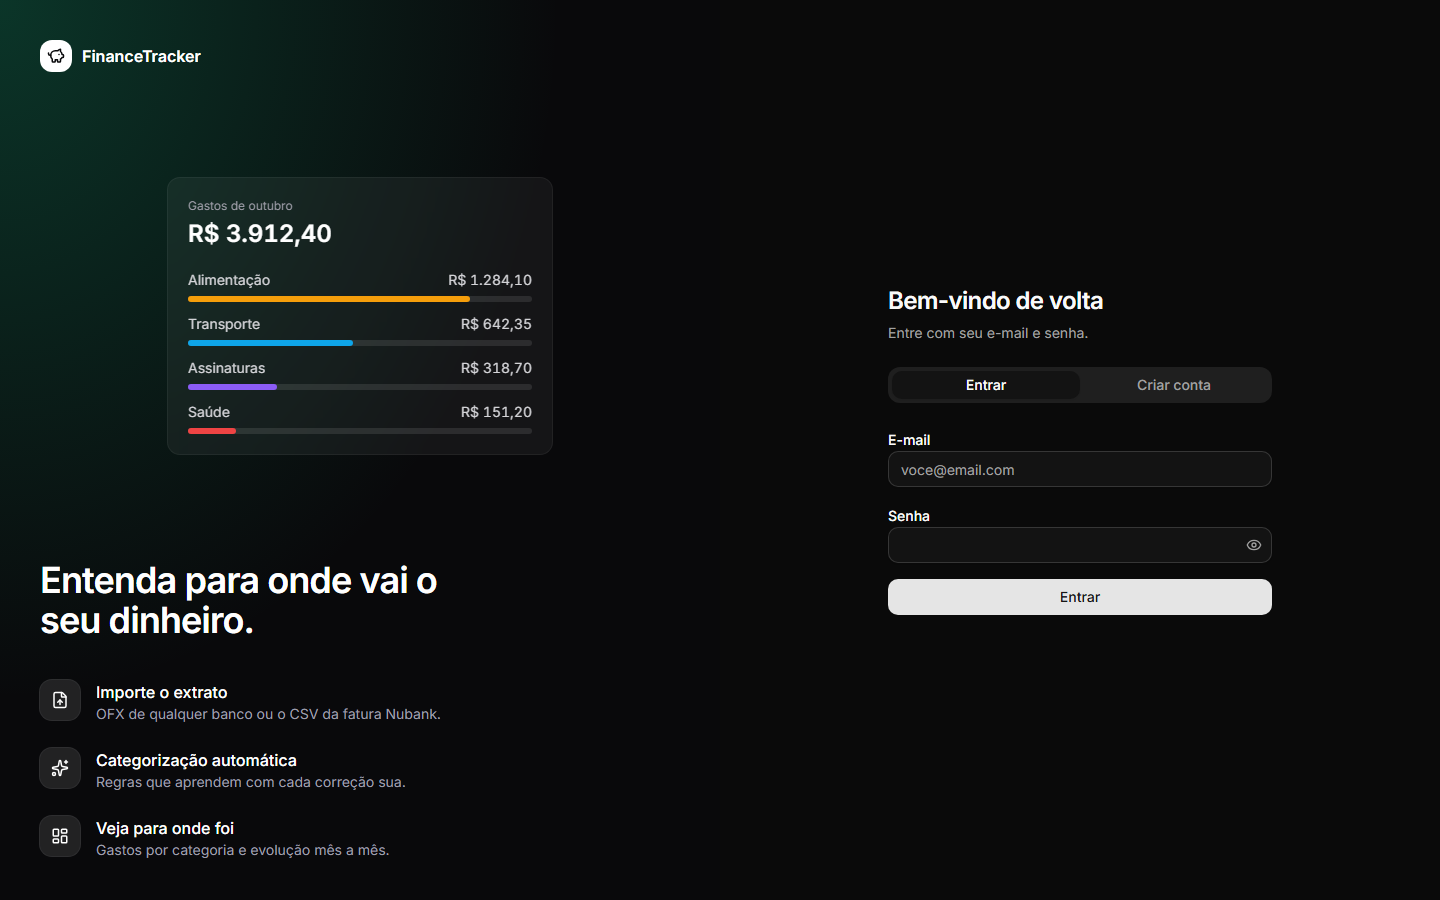 FinanceTracker
Gastos de outubro
R$ 3.912,40
Alimentação R$ 1.284,10
Transporte R$ 642,35
Assinaturas R$ 318,70
Saúde R$ 151,20
Entenda para onde vai o
seu dinheiro.
Importe o extrato
OFX de qualquer banco ou o CSV da fatura Nubank.
Categorização automática
Regras que aprendem com cada correção sua.
Veja para onde foi
Gastos por categoria e evolução mês a mês.
Bem-vindo de volta
Entre com seu e-mail e senha.
Entrar Criar conta
E-mail
voce@email.com
Senha
Entrar